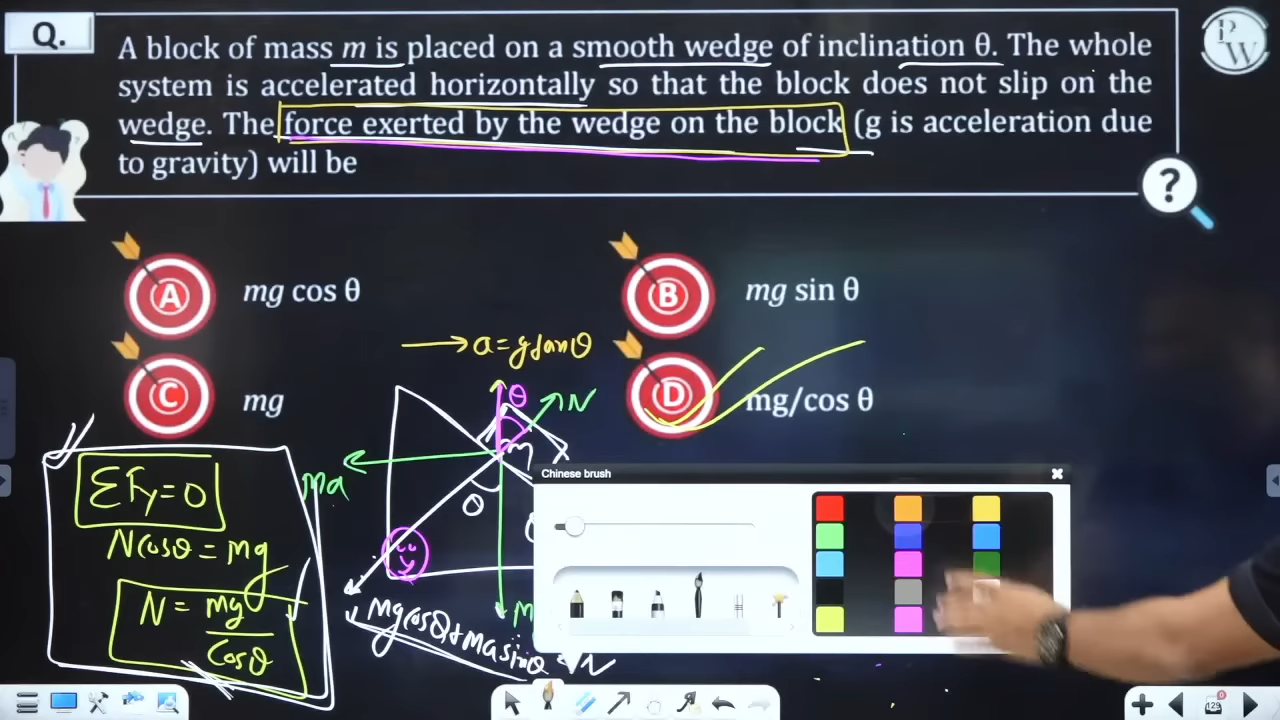 Q.
A block of mass m is placed on a smooth wedge of inclination θ. The whole
system is accelerated horizontally so that the block does not slip on the
wedge. The force exerted by the wedge on the block (g is acceleration due
to gravity) will be
PW
?
A mg cos θ
B mg sin θ
C mg
D mg/cos θ
→ a = g tan θ
θ
N
m
ma
θ
ΣFy = 0
N cosθ = mg
N = mg/cosθ
mg cosθ + ma sinθ = N
Chinese brush
129